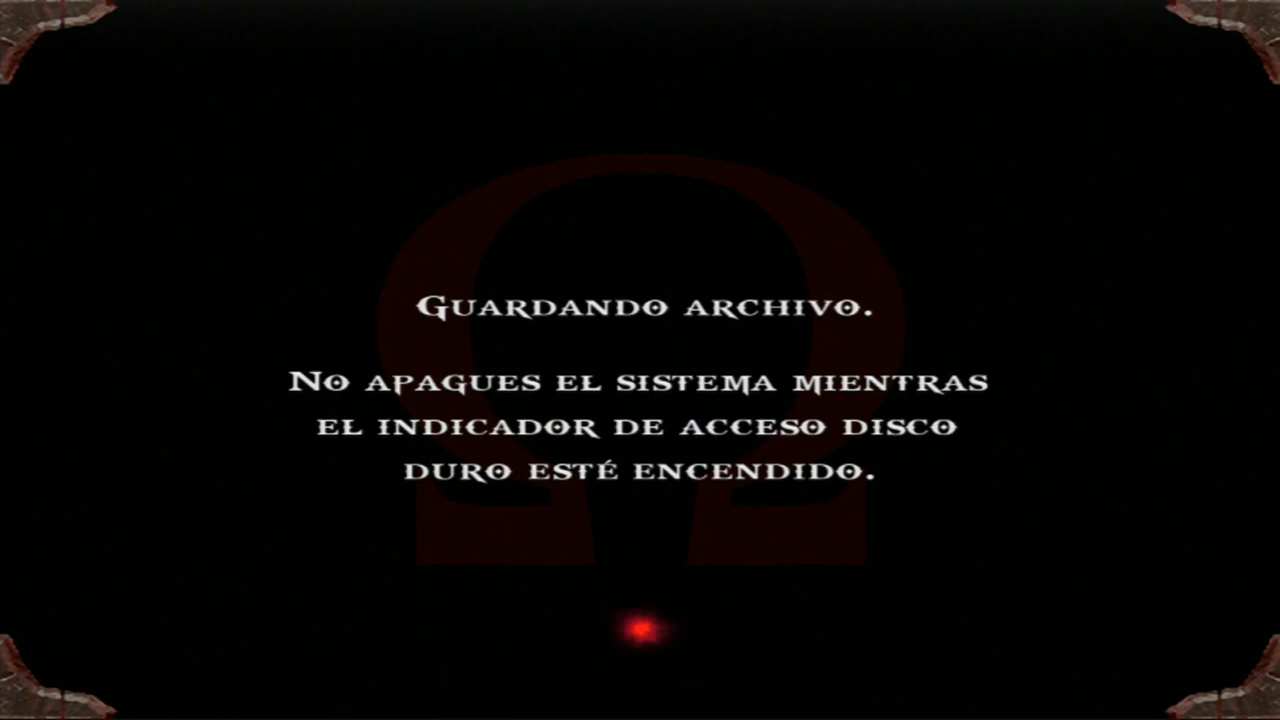 Guardando archivo.
No apagues el sistema mientras
el indicador de acceso disco
duro esté encendido.